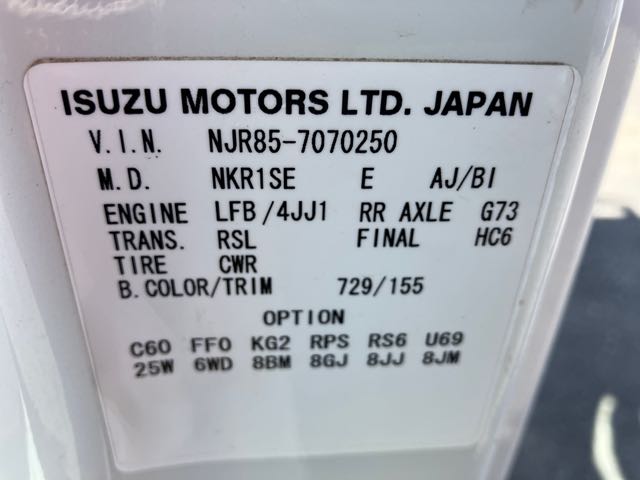 ISUZU MOTORS LTD. JAPAN
V.I.N. NJR85-7070250
M.D. NKR1SE E AJ/BI
ENGINE LFB/4JJ1 RR AXLE G73
TRANS. RSL FINAL HC6
TIRE CWR
B.COLOR/TRIM 729/155
OPTION
C60 FF0 KG2 RPS RS6 U69
25W 6WD 8BM 8GJ 8JJ 8JM